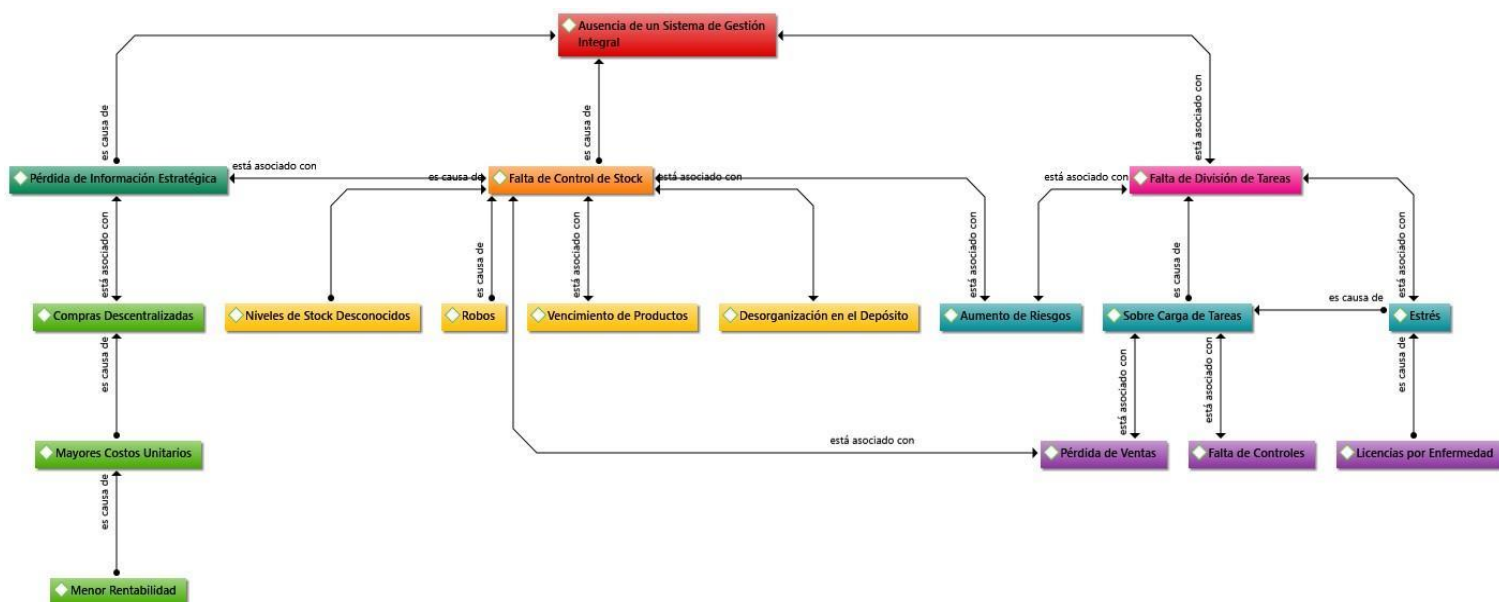 Ausencia de un Sistema de Gestión
Integral
es causa de
es causa de
está asociado con
Pérdida de Información Estratégica
está asociado con
es causa de
Falta de Control de Stock
está asociado con
está asociado con
Falta de División de Tareas
está asociado con
es causa de
está asociado con
es causa de
está asociado con
es causa de
Compras Descentralizadas
Niveles de Stock Desconocidos
Robos
Vencimiento de Productos
Desorganización en el Depósito
Aumento de Riesgos
Sobre Carga de Tareas
Estrés
es causa de
está asociado con
está asociado con
es causa de
está asociado con
Mayores Costos Unitarios
Pérdida de Ventas
Falta de Controles
Licencias por Enfermedad
es causa de
Menor Rentabilidad